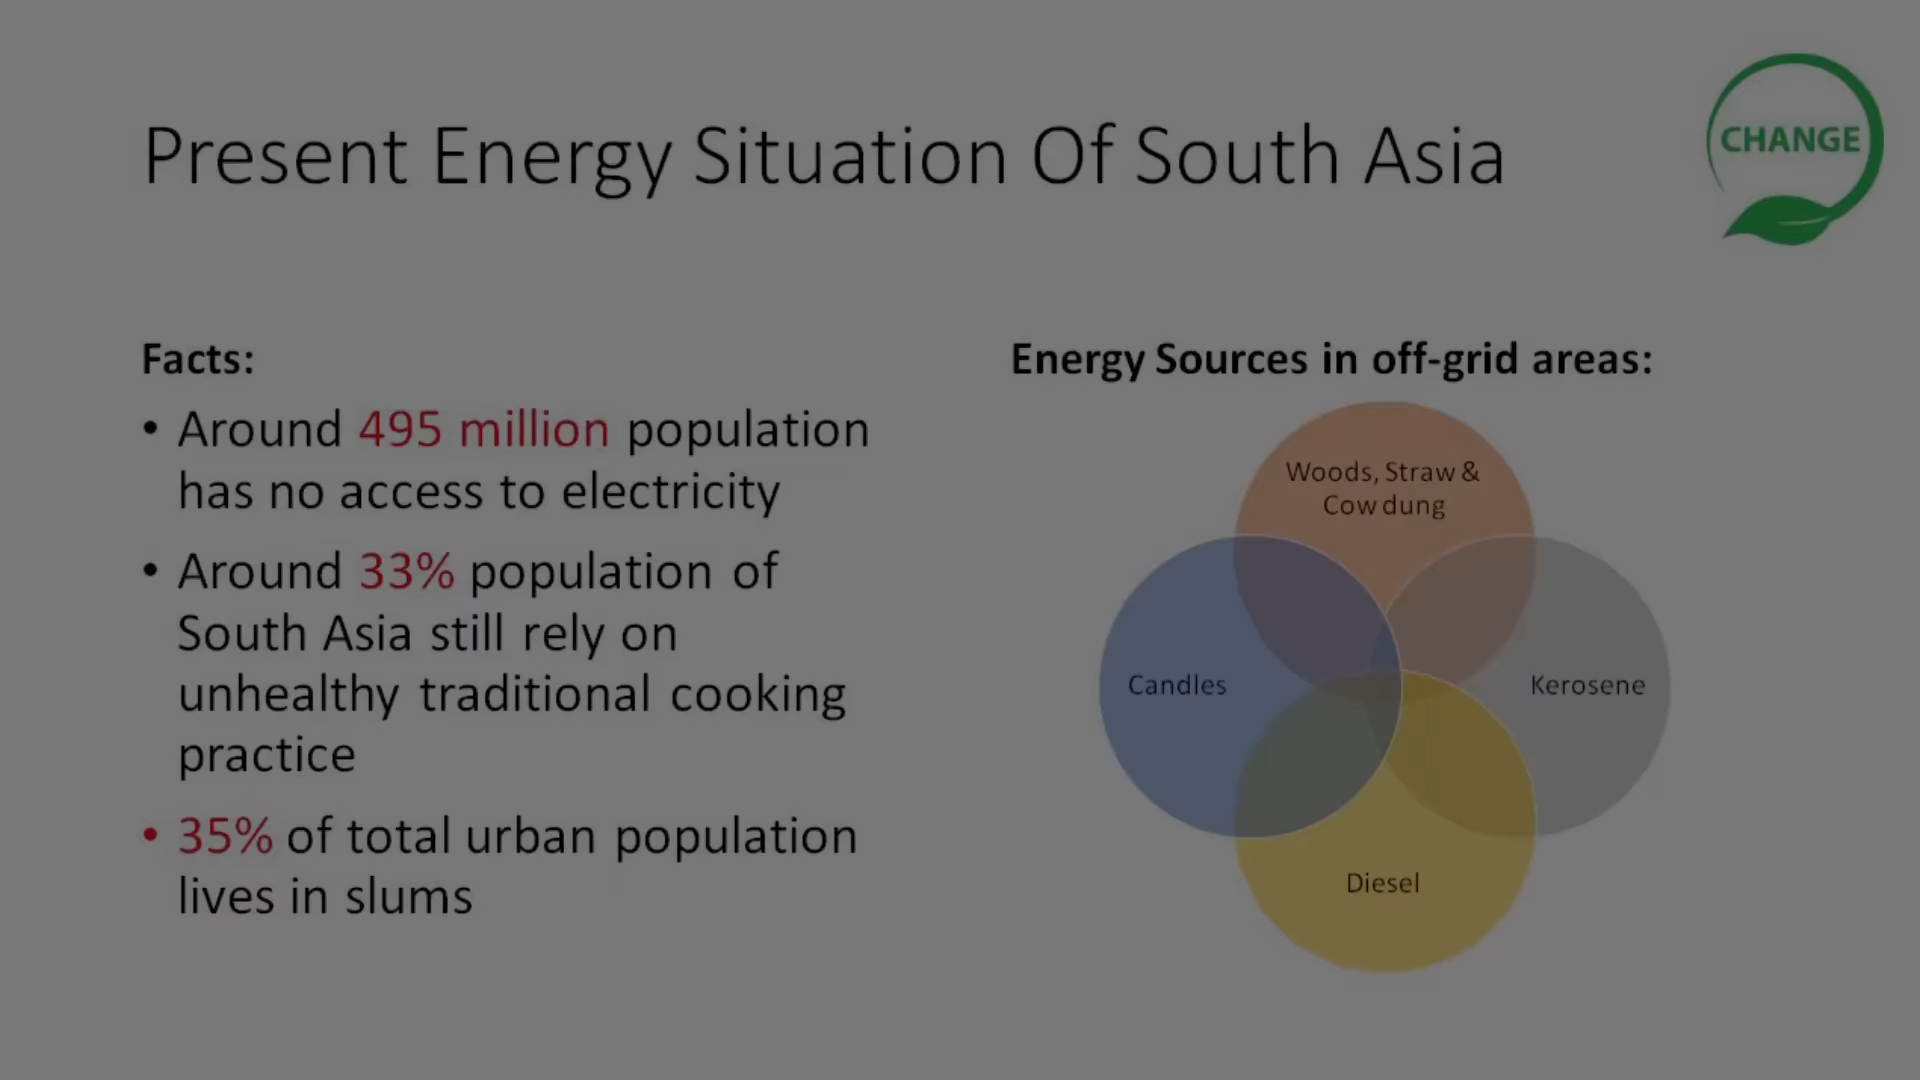 Present Energy Situation Of South Asia
CHANGE
Facts:
• Around 495 million population
has no access to electricity
• Around 33% population of
South Asia still rely on
unhealthy traditional cooking
practice
• 35% of total urban population
lives in slums
Energy Sources in off-grid areas:
Woods, Straw &
Cow dung
Candles
Kerosene
Diesel